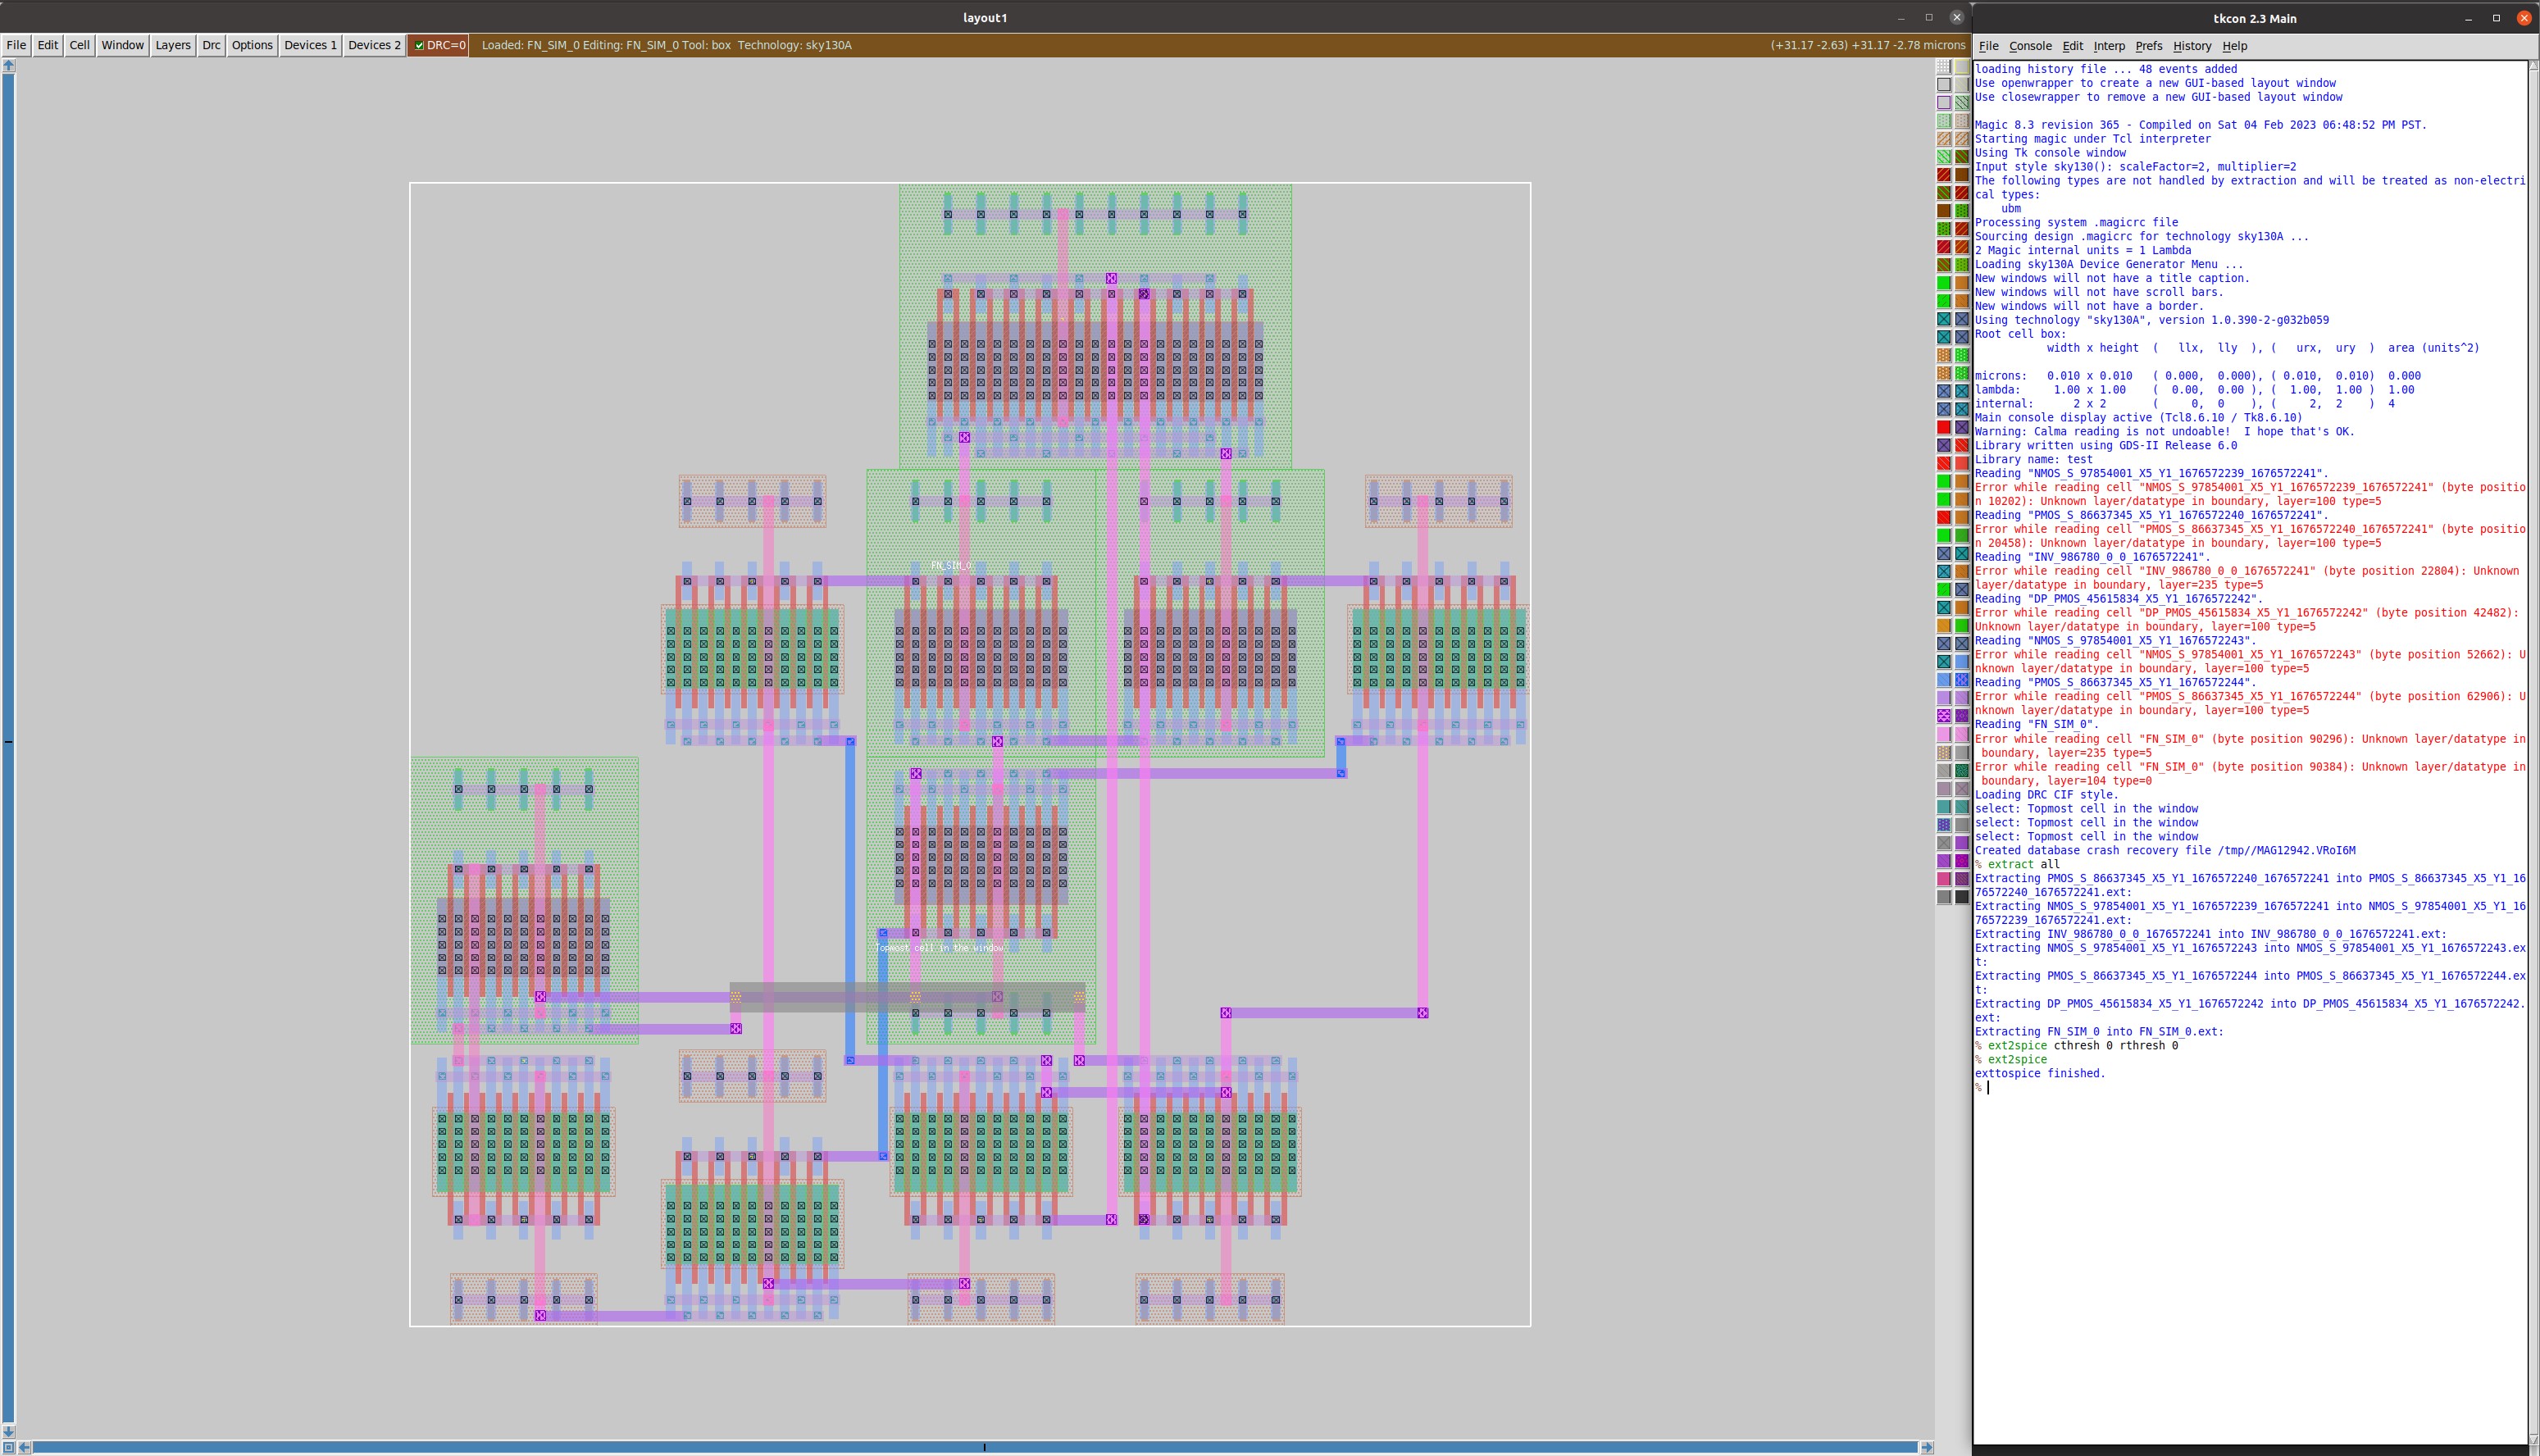 layout1
File Edit Cell Window Layers Drc Options Devices 1 Devices 2 DRC=0 Loaded: FN_SIM_0 Editing: FN_SIM_0 Tool: box Technology: sky130A (+31.17 -2.63) +31.17 -2.78 microns
FN_SIM_0
Topmost cell in the window
tkcon 2.3 Main
File Console Edit Interp Prefs History Help
loading history file ... 48 events added
Use openwrapper to create a new GUI-based layout window
Use closewrapper to remove a new GUI-based layout window
Magic 8.3 revision 365 - Compiled on Sat 04 Feb 2023 06:48:52 PM PST.
Starting magic under Tcl interpreter
Using Tk console window
Input style sky130(): scaleFactor=2, multiplier=2
The following types are not handled by extraction and will be treated as non-electri
cal types:
ubm
Processing system .magicrc file
Sourcing design .magicrc for technology sky130A ...
2 Magic internal units = 1 Lambda
Loading sky130A Device Generator Menu ...
New windows will not have a title caption.
New windows will not have scroll bars.
New windows will not have a border.
Using technology "sky130A", version 1.0.390-2-g032b059
Root cell box:
width x height ( llx, lly ), ( urx, ury ) area (units^2)
microns: 0.010 x 0.010 ( 0.000, 0.000), ( 0.010, 0.010) 0.000
lambda: 1.00 x 1.00 ( 0.00, 0.00 ), ( 1.00, 1.00 ) 1.00
internal: 2 x 2 ( 0, 0 ), ( 2, 2 ) 4
Main console display active (Tcl8.6.10 / Tk8.6.10)
Warning: Calma reading is not undoable! I hope that's OK.
Library written using GDS-II Release 6.0
Library name: test
Reading "NMOS_S_97854001_X5_Y1_1676572239_1676572241".
Error while reading cell "NMOS_S_97854001_X5_Y1_1676572239_1676572241" (byte positio
n 10202): Unknown layer/datatype in boundary, layer=100 type=5
Reading "PMOS_S_86637345_X5_Y1_1676572240_1676572241".
Error while reading cell "PMOS_S_86637345_X5_Y1_1676572240_1676572241" (byte positio
n 20458): Unknown layer/datatype in boundary, layer=100 type=5
Reading "INV_986780_0_0_1676572241".
Error while reading cell "INV_986780_0_0_1676572241" (byte position 22804): Unknown
layer/datatype in boundary, layer=235 type=5
Reading "DP_PMOS_45615834_X5_Y1_1676572242".
Error while reading cell "DP_PMOS_45615834_X5_Y1_1676572242" (byte position 42482):
Unknown layer/datatype in boundary, layer=100 type=5
Reading "NMOS_S_97854001_X5_Y1_1676572243".
Error while reading cell "NMOS_S_97854001_X5_Y1_1676572243" (byte position 52662): U
nknown layer/datatype in boundary, layer=100 type=5
Reading "PMOS_S_86637345_X5_Y1_1676572244".
Error while reading cell "PMOS_S_86637345_X5_Y1_1676572244" (byte position 62906): U
nknown layer/datatype in boundary, layer=100 type=5
Reading "FN_SIM_0".
Error while reading cell "FN_SIM_0" (byte position 90296): Unknown layer/datatype in
boundary, layer=235 type=5
Error while reading cell "FN_SIM_0" (byte position 90384): Unknown layer/datatype in
boundary, layer=104 type=0
Loading DRC CIF style.
select: Topmost cell in the window
select: Topmost cell in the window
select: Topmost cell in the window
Created database crash recovery file /tmp//MAG12942.VRoI6M
% extract all
Extracting PMOS_S_86637345_X5_Y1_1676572240_1676572241 into PMOS_S_86637345_X5_Y1_16
76572240_1676572241.ext:
Extracting NMOS_S_97854001_X5_Y1_1676572239_1676572241 into NMOS_S_97854001_X5_Y1_16
76572239_1676572241.ext:
Extracting INV_986780_0_0_1676572241 into INV_986780_0_0_1676572241.ext:
Extracting NMOS_S_97854001_X5_Y1_1676572243 into NMOS_S_97854001_X5_Y1_1676572243.ex
t:
Extracting PMOS_S_86637345_X5_Y1_1676572244 into PMOS_S_86637345_X5_Y1_1676572244.ex
t:
Extracting DP_PMOS_45615834_X5_Y1_1676572242 into DP_PMOS_45615834_X5_Y1_1676572242.
ext:
Extracting FN_SIM_0 into FN_SIM_0.ext:
% ext2spice cthresh 0 rthresh 0
% ext2spice
exttospice finished.
%